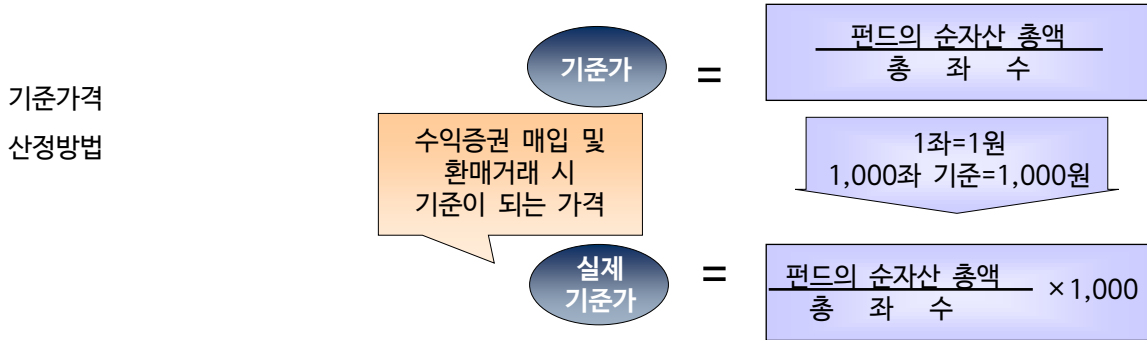 기준가격
산정방법
기준가
=
펀드의 순자산 총액
총 좌 수
수익증권 매입 및
환매거래 시
기준이 되는 가격
1좌=1원
1,000좌 기준=1,000원
실제
기준가
=
펀드의 순자산 총액
총 좌 수
×1,000